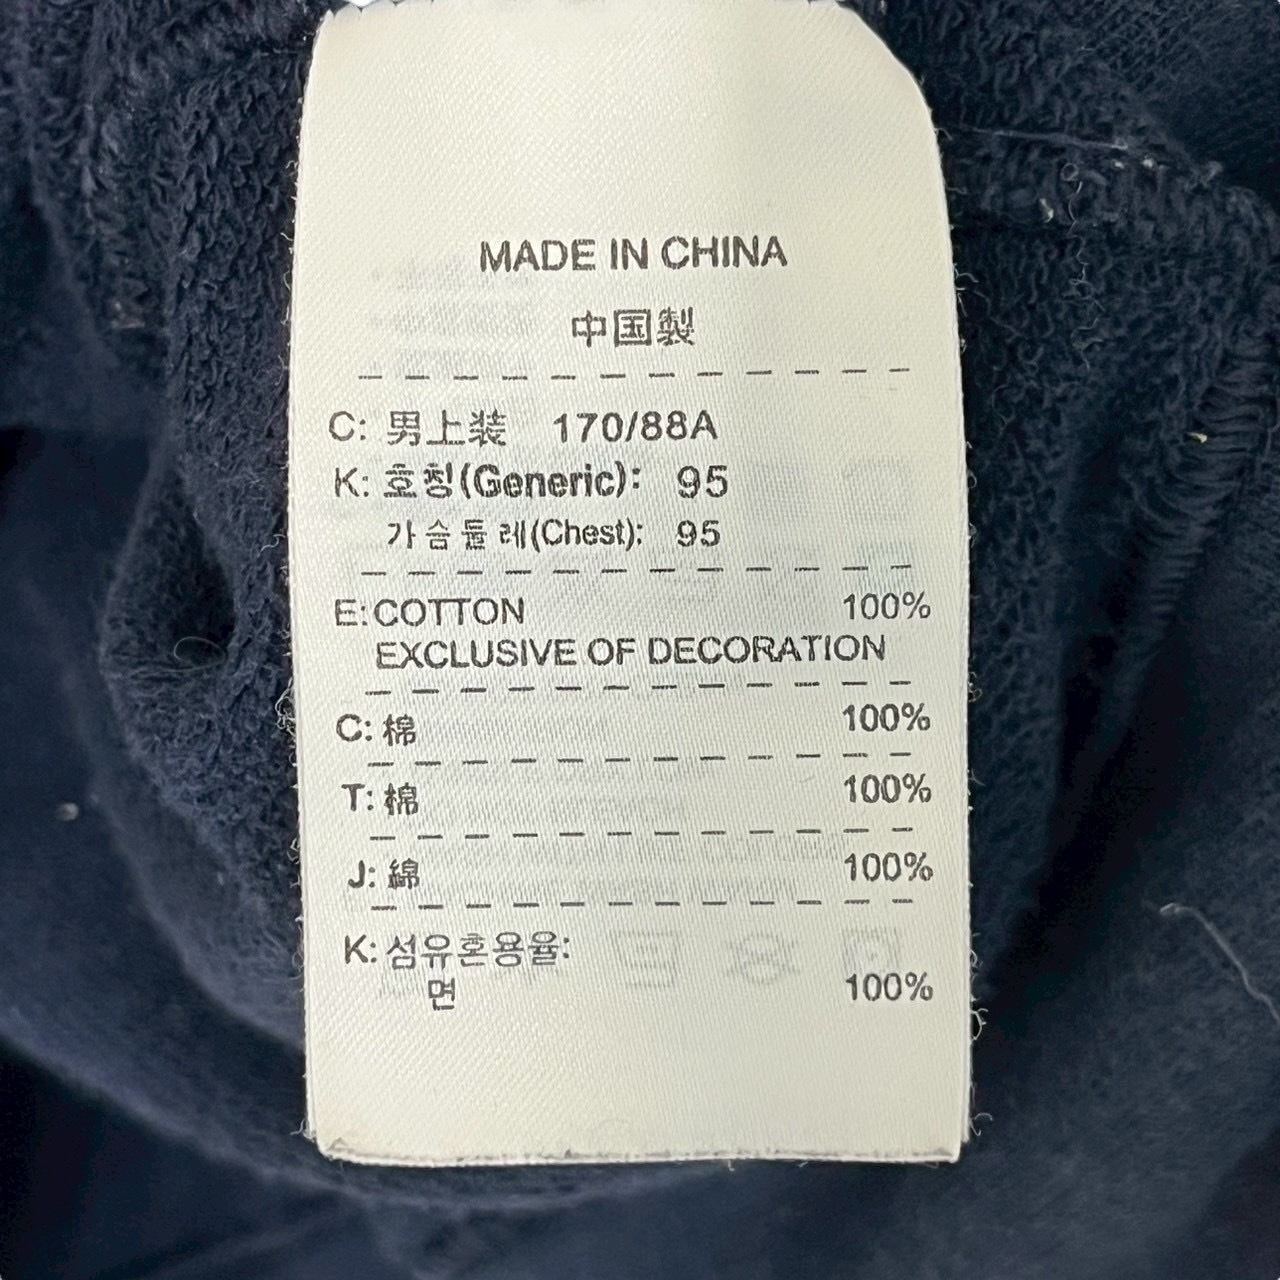 MADE IN CHINA
中国製
C: 男上装 170/88A
K: 호칭(Generic): 95
가슴둘레(Chest): 95
E: COTTON 100%
EXCLUSIVE OF DECORATION
C: 棉 100%
T: 棉 100%
J: 綿 100%
K: 섬유혼용율:
면 100%